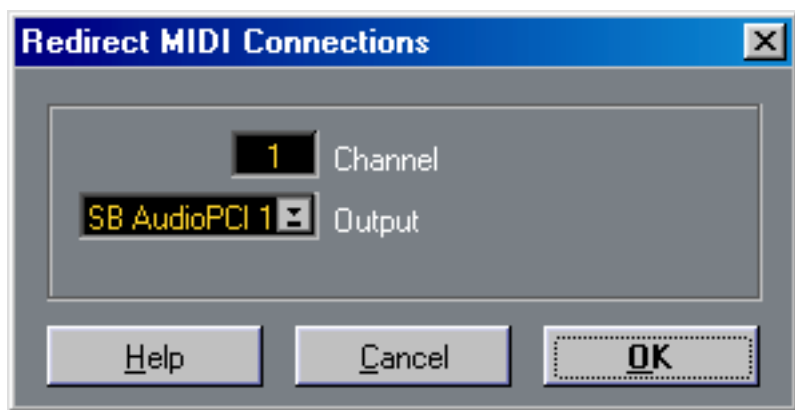 Redirect MIDI Connections
1 Channel
SB AudioPCI 1 Output
Help Cancel OK